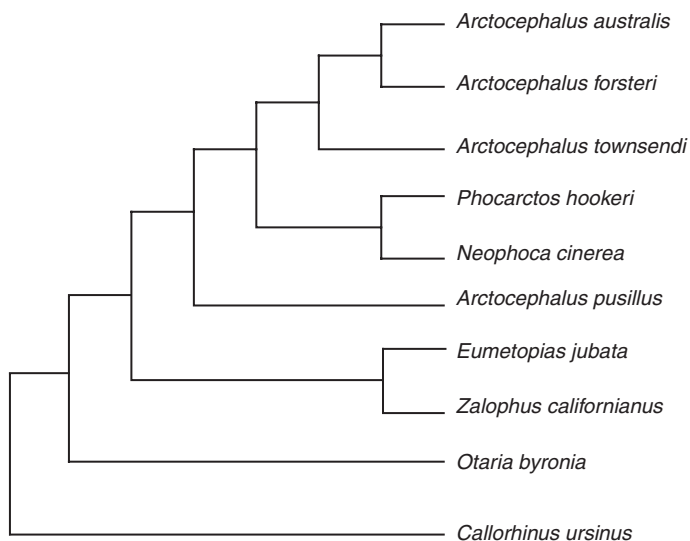 Arctocephalus australis
Arctocephalus forsteri
Arctocephalus townsendi
Phocarctos hookeri
Neophoca cinerea
Arctocephalus pusillus
Eumetopias jubata
Zalophus californianus
Otaria byronia
Callorhinus ursinus